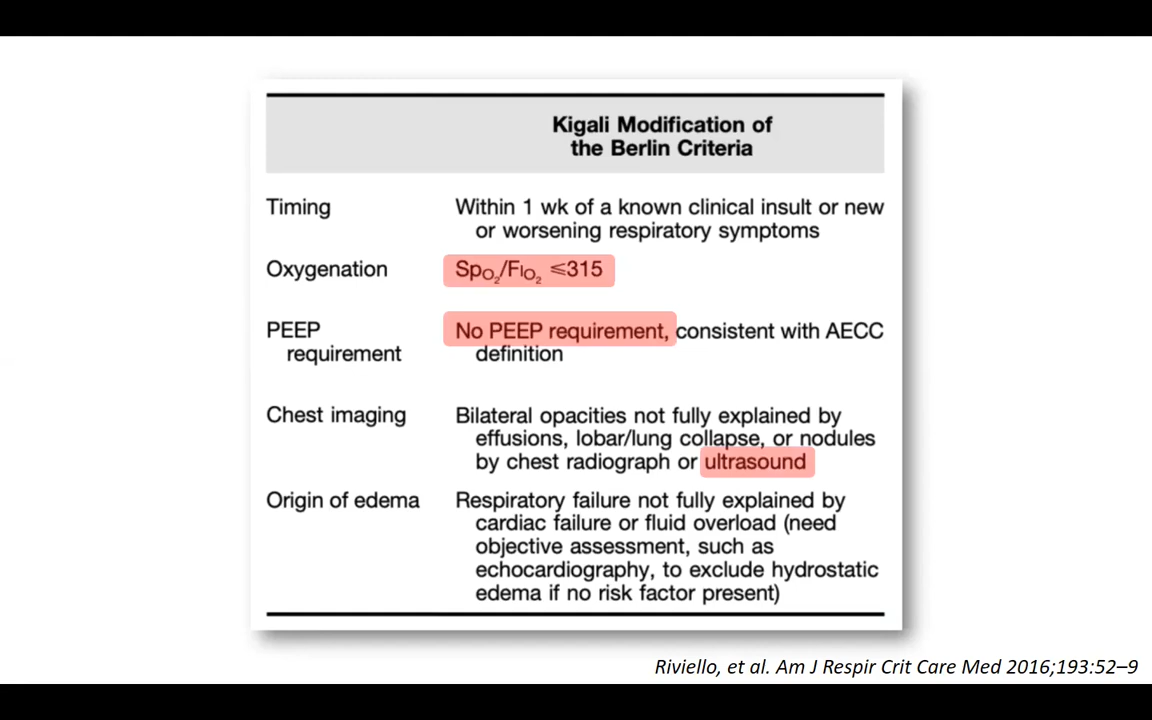 Kigali Modification of
the Berlin Criteria
Timing
Within 1 wk of a known clinical insult or new
or worsening respiratory symptoms
Oxygenation
SpO₂/FIO₂ ⩽315
PEEP
requirement
No PEEP requirement, consistent with AECC
definition
Chest imaging
Bilateral opacities not fully explained by
effusions, lobar/lung collapse, or nodules
by chest radiograph or ultrasound
Origin of edema
Respiratory failure not fully explained by
cardiac failure or fluid overload (need
objective assessment, such as
echocardiography, to exclude hydrostatic
edema if no risk factor present)
Riviello, et al. Am J Respir Crit Care Med 2016;193:52–9